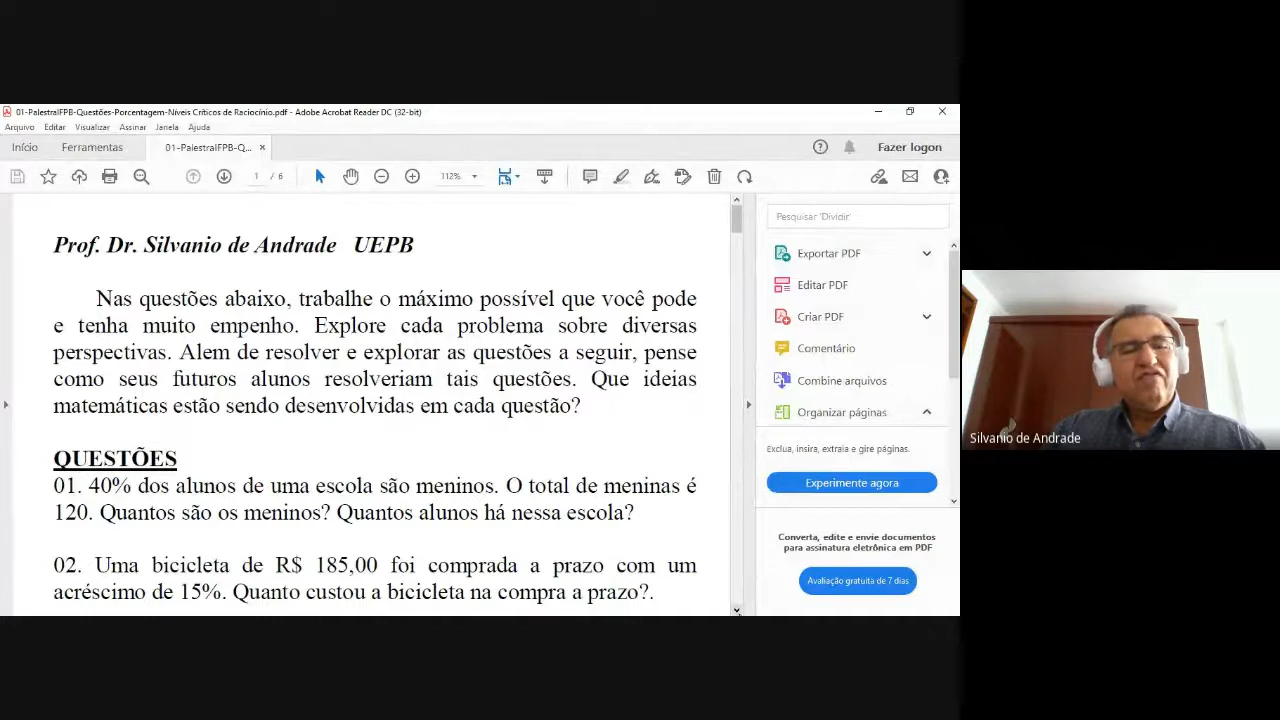 01-PalestraIFPB-Questões-Porcentagem-Níveis Críticos de Raciocínio.pdf - Adobe Acrobat Reader DC (32-bit)
Arquivo Editar Visualizar Assinar Janela Ajuda
Início Ferramentas 01-PalestraIFPB-Q... Fazer logon
1 / 6 112%
Prof. Dr. Silvanio de Andrade UEPB
Nas questões abaixo, trabalhe o máximo possível que você pode
e tenha muito empenho. Explore cada problema sobre diversas
perspectivas. Alem de resolver e explorar as questões a seguir, pense
como seus futuros alunos resolveriam tais questões. Que ideias
matemáticas estão sendo desenvolvidas em cada questão?
QUESTÕES
01. 40% dos alunos de uma escola são meninos. O total de meninas é
120. Quantos são os meninos? Quantos alunos há nessa escola?
02. Uma bicicleta de R$ 185,00 foi comprada a prazo com um
acréscimo de 15%. Quanto custou a bicicleta na compra a prazo?.
Pesquisar 'Dividir'
Exportar PDF
Editar PDF
Criar PDF
Comentário
Combine arquivos
Organizar páginas
Exclua, insira, extraia e gire páginas.
Experimente agora
Converta, edite e envie documentos
para assinatura eletrônica em PDF
Avaliação gratuita de 7 dias
Silvanio de Andrade